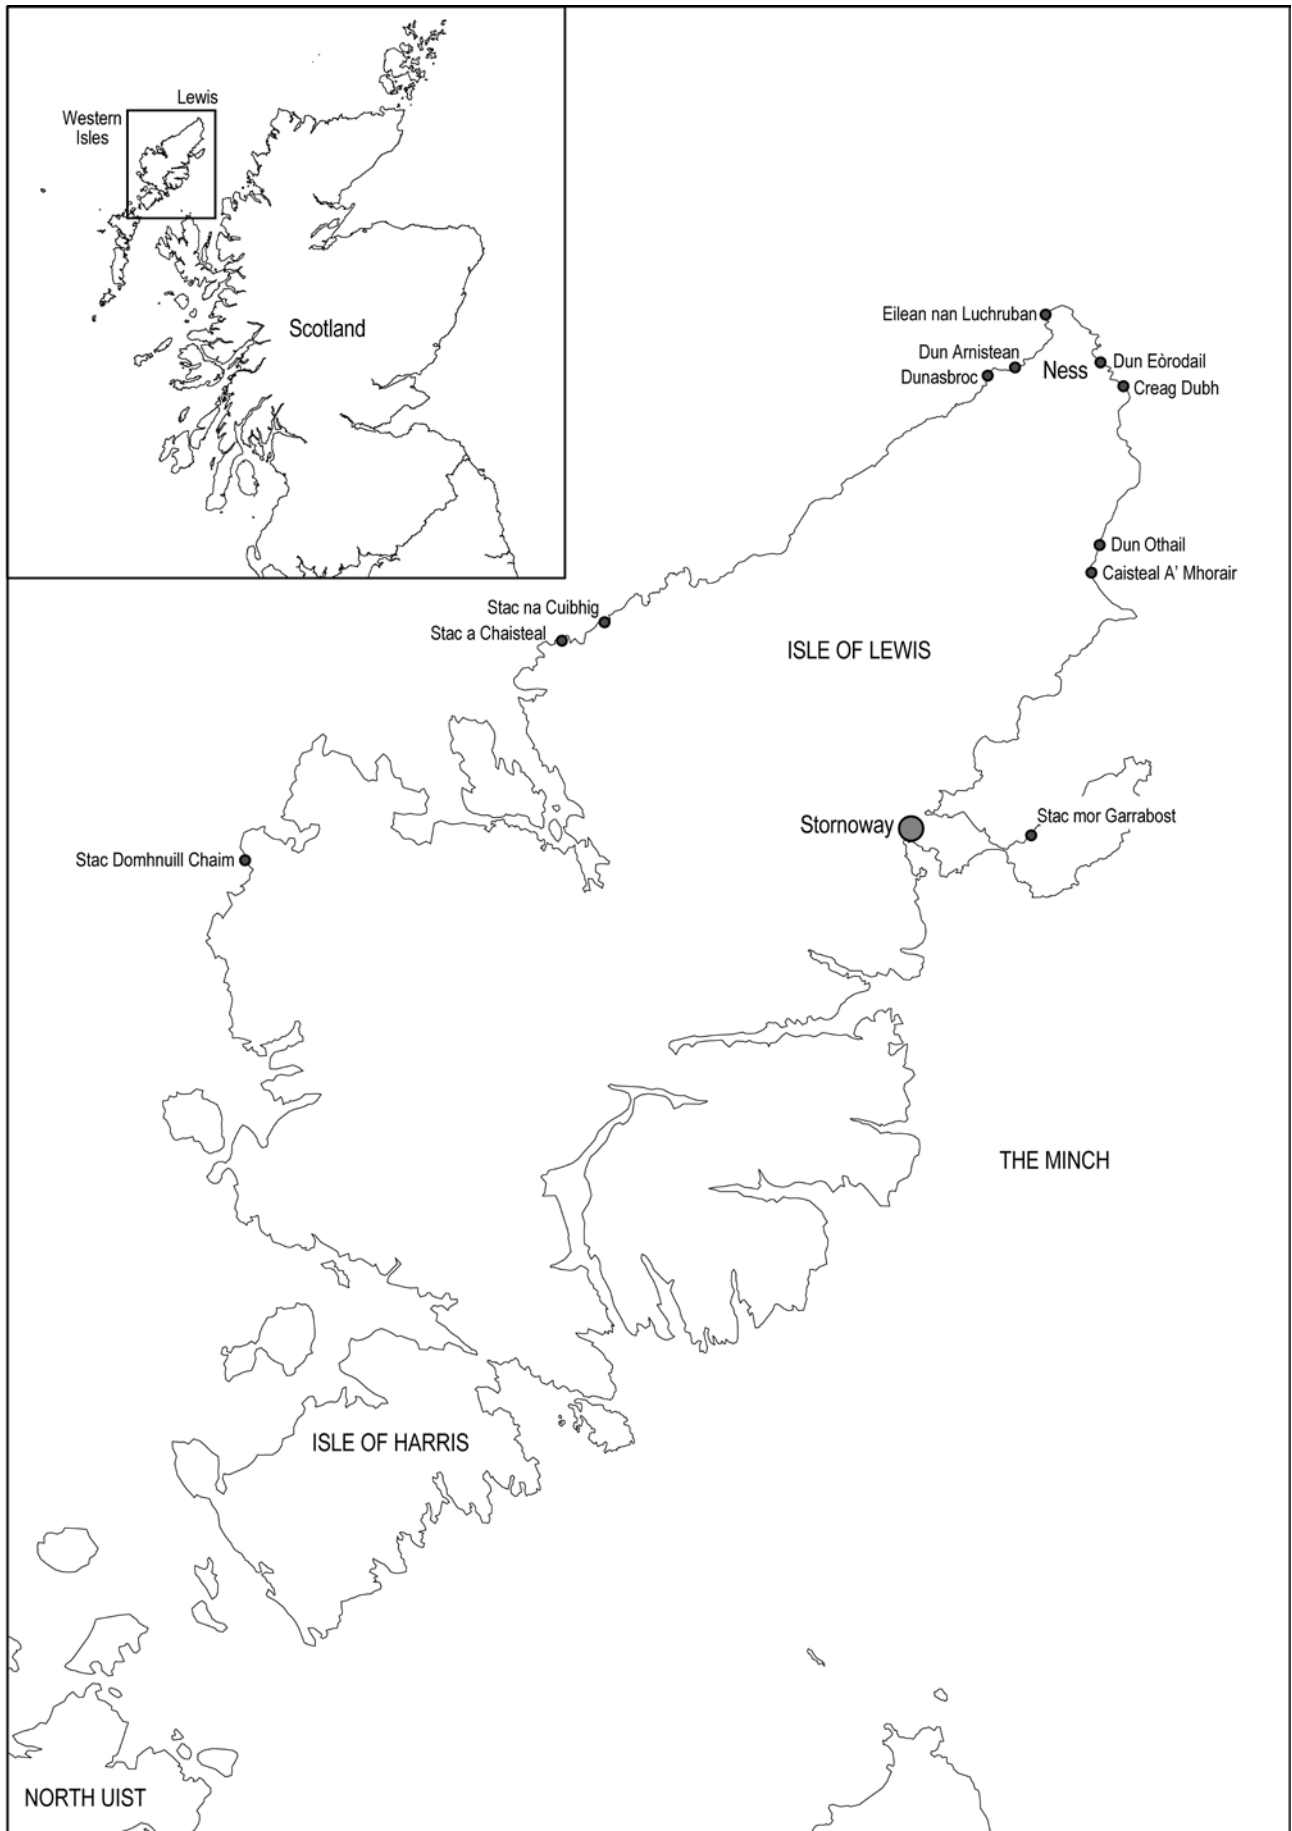 Lewis
Western
Isles
Scotland
Eilean nan Luchruban
Dun Arnistean
Dunasbroc
Ness
Dun Eòrodail
Creag Dubh
Dun Othail
Caisteal A' Mhorair
Stac na Cuibhig
Stac a Chaisteal
ISLE OF LEWIS
Stornoway
Stac mor Garrabost
Stac Domhnuill Chaim
THE MINCH
ISLE OF HARRIS
NORTH UIST